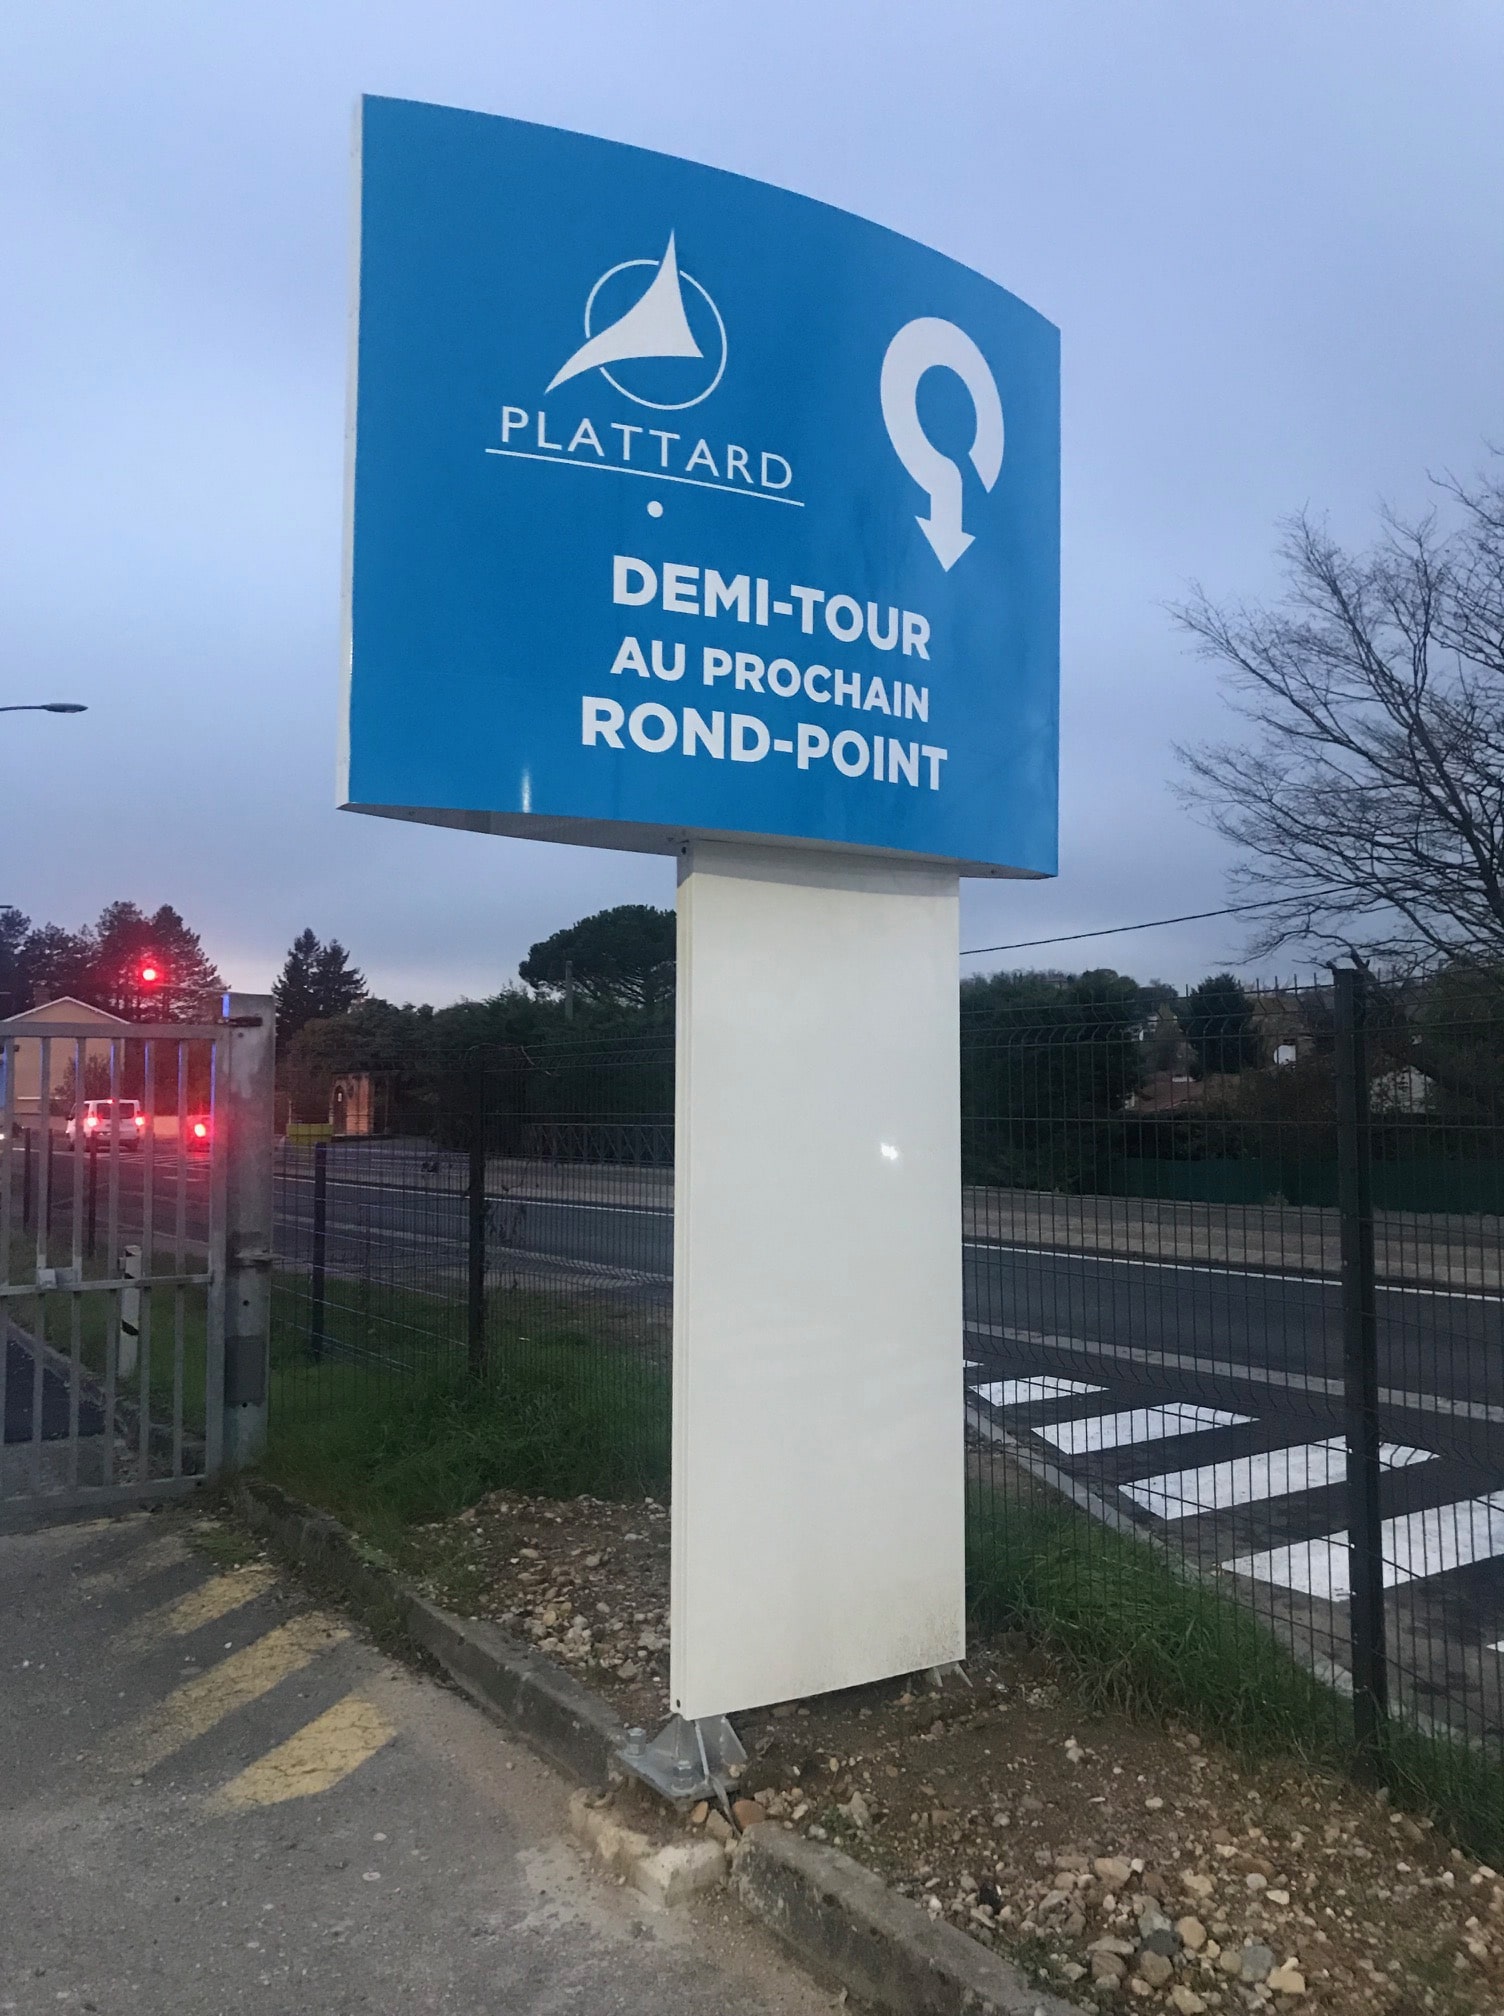 PLATTARD
DEMI-TOUR
AU PROCHAIN
ROND-POINT